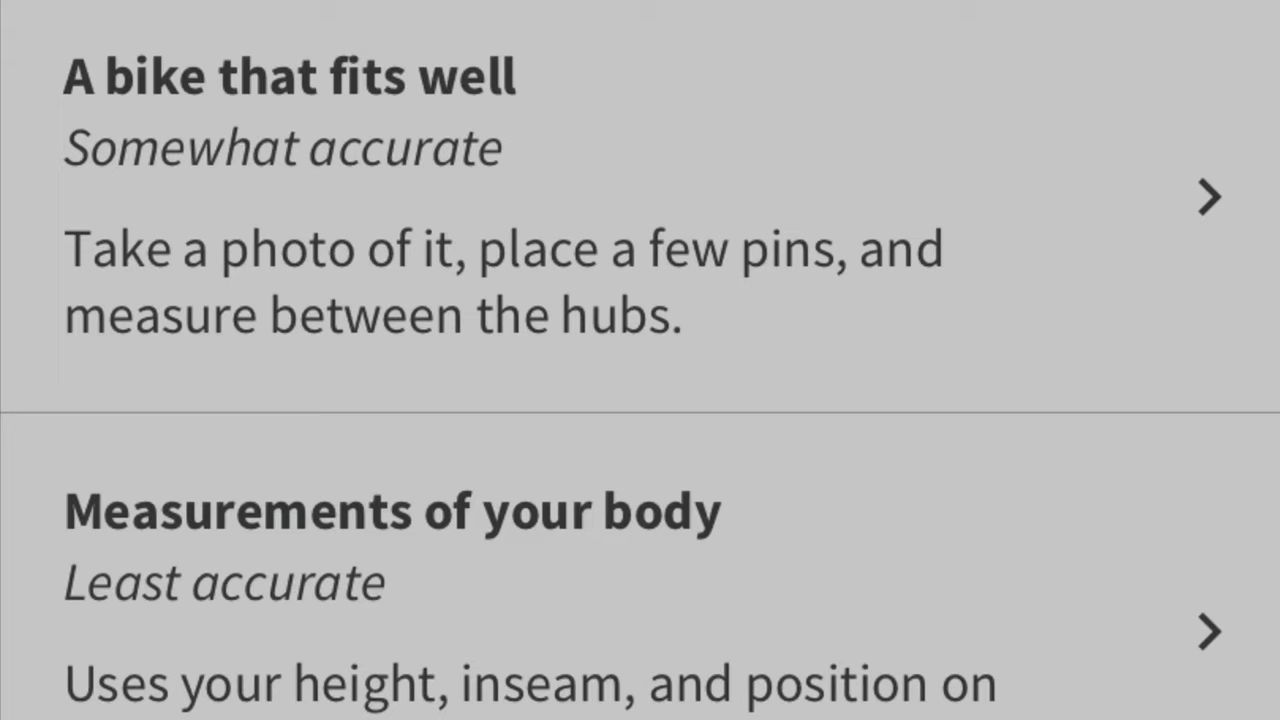 A bike that fits well
Somewhat accurate
Take a photo of it, place a few pins, and
measure between the hubs.
Measurements of your body
Least accurate
Uses your height, inseam, and position on